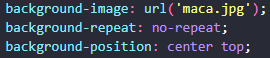 background-image: url('maca.jpg');
background-repeat: no-repeat;
background-position: center top;